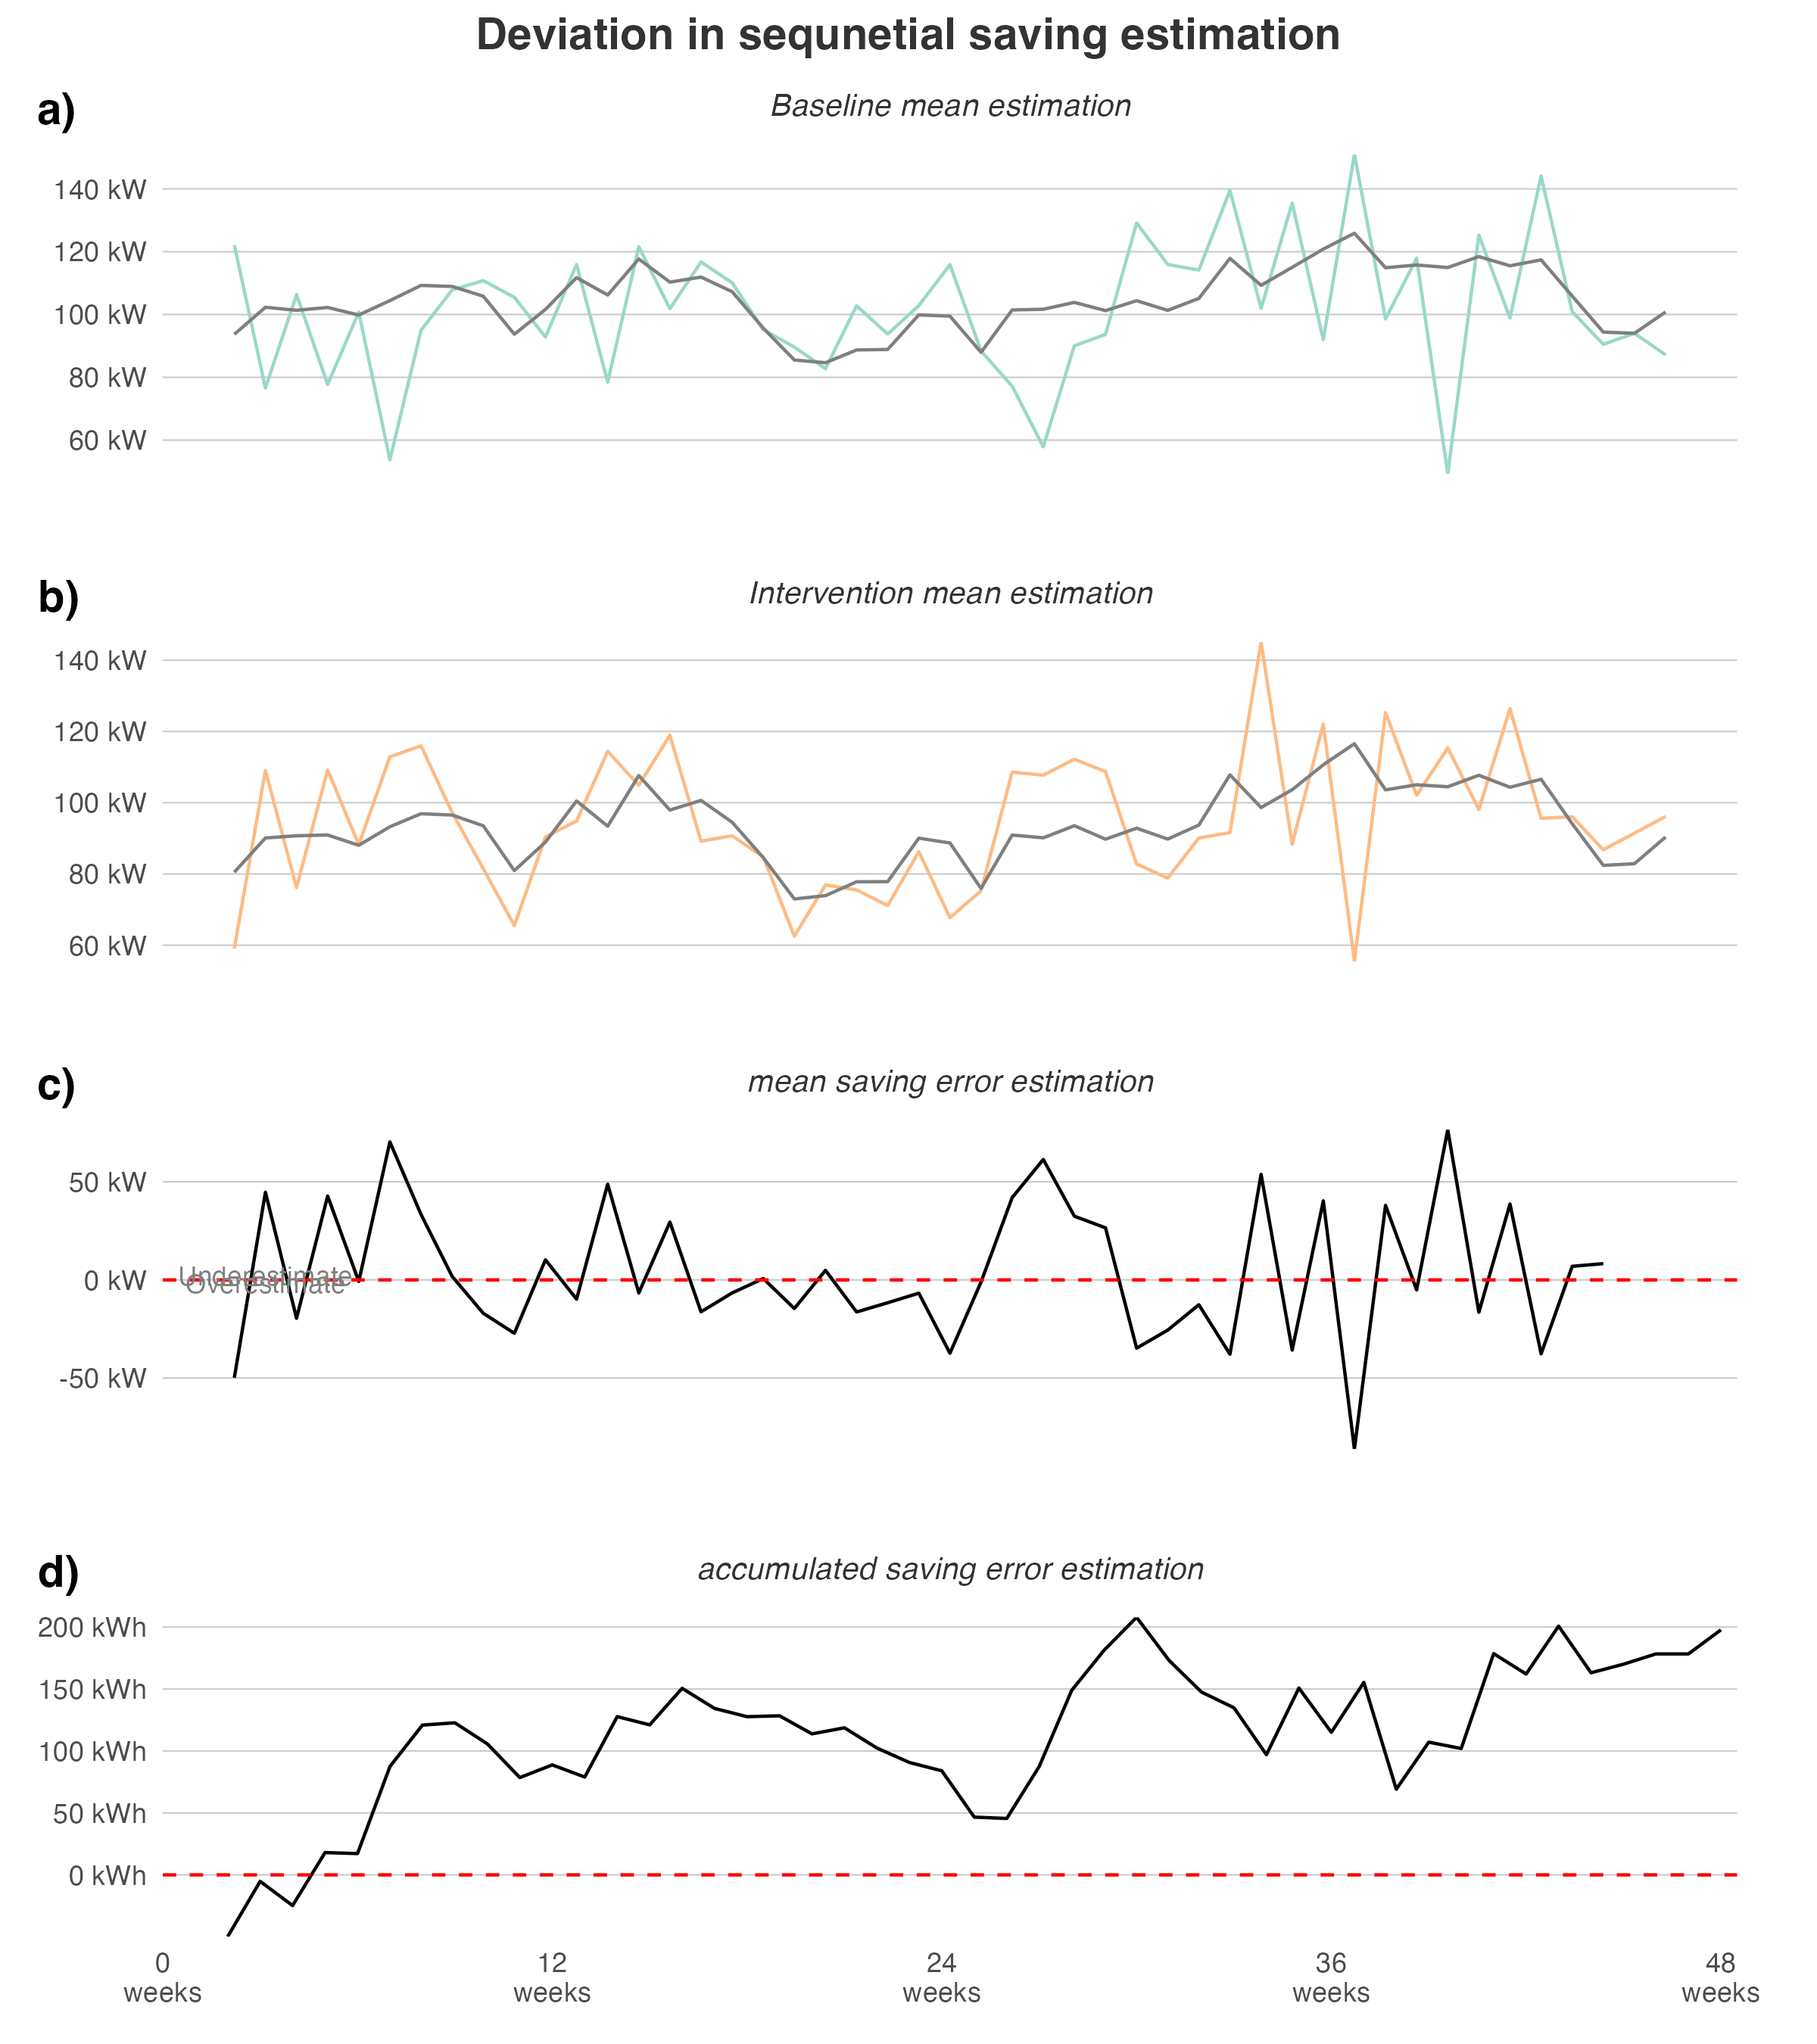 Deviation in sequnetial saving estimation
a)
Baseline mean estimation
140 kW
120 kW
100 kW
80 kW
60 kW
b)
Intervention mean estimation
140 kW
120 kW
100 kW
80 kW
60 kW
c)
mean saving error estimation
50 kW
Underestimate
0 kW
Overestimate
-50 kW
d)
accumulated saving error estimation
200 kWh
150 kWh
100 kWh
50 kWh
0 kWh
0 12 24 36 48
weeks weeks weeks weeks weeks